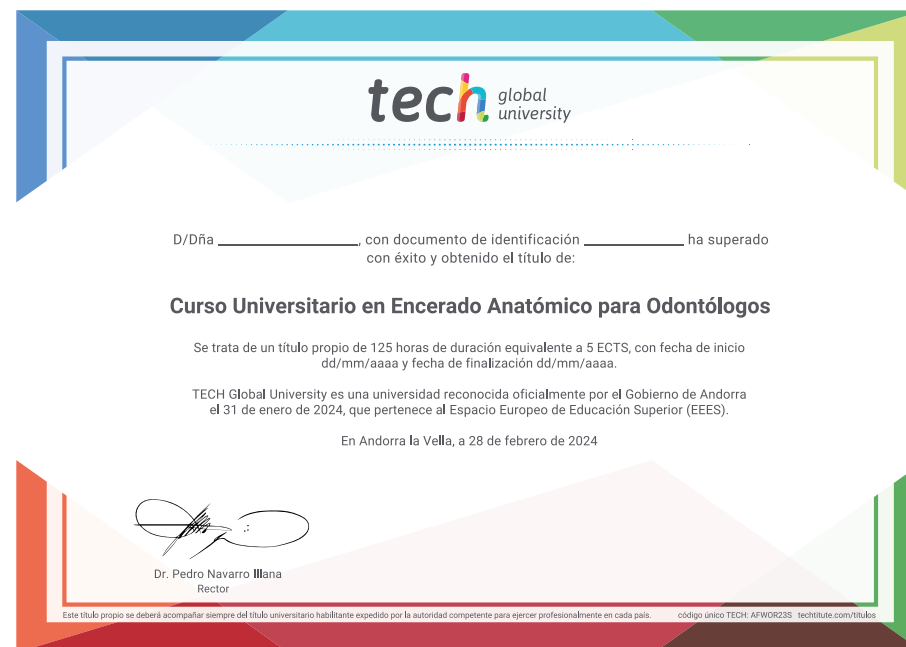 tech global university
D/Dña ______________, con documento de identificación __________ ha superado
con éxito y obtenido el título de:
Curso Universitario en Encerado Anatómico para Odontólogos
Se trata de un título propio de 125 horas de duración equivalente a 5 ECTS, con fecha de inicio
dd/mm/aaaa y fecha de finalización dd/mm/aaaa.
TECH Global University es una universidad reconocida oficialmente por el Gobierno de Andorra
el 31 de enero de 2024, que pertenece al Espacio Europeo de Educación Superior (EEES).
En Andorra la Vella, a 28 de febrero de 2024
Dr. Pedro Navarro Illana
Rector
Este título propio se deberá acompañar siempre del título universitario habilitante expedido por la autoridad competente para ejercer profesionalmente en cada país. código único TECH: AFWOR23S techtitute.com/titulos